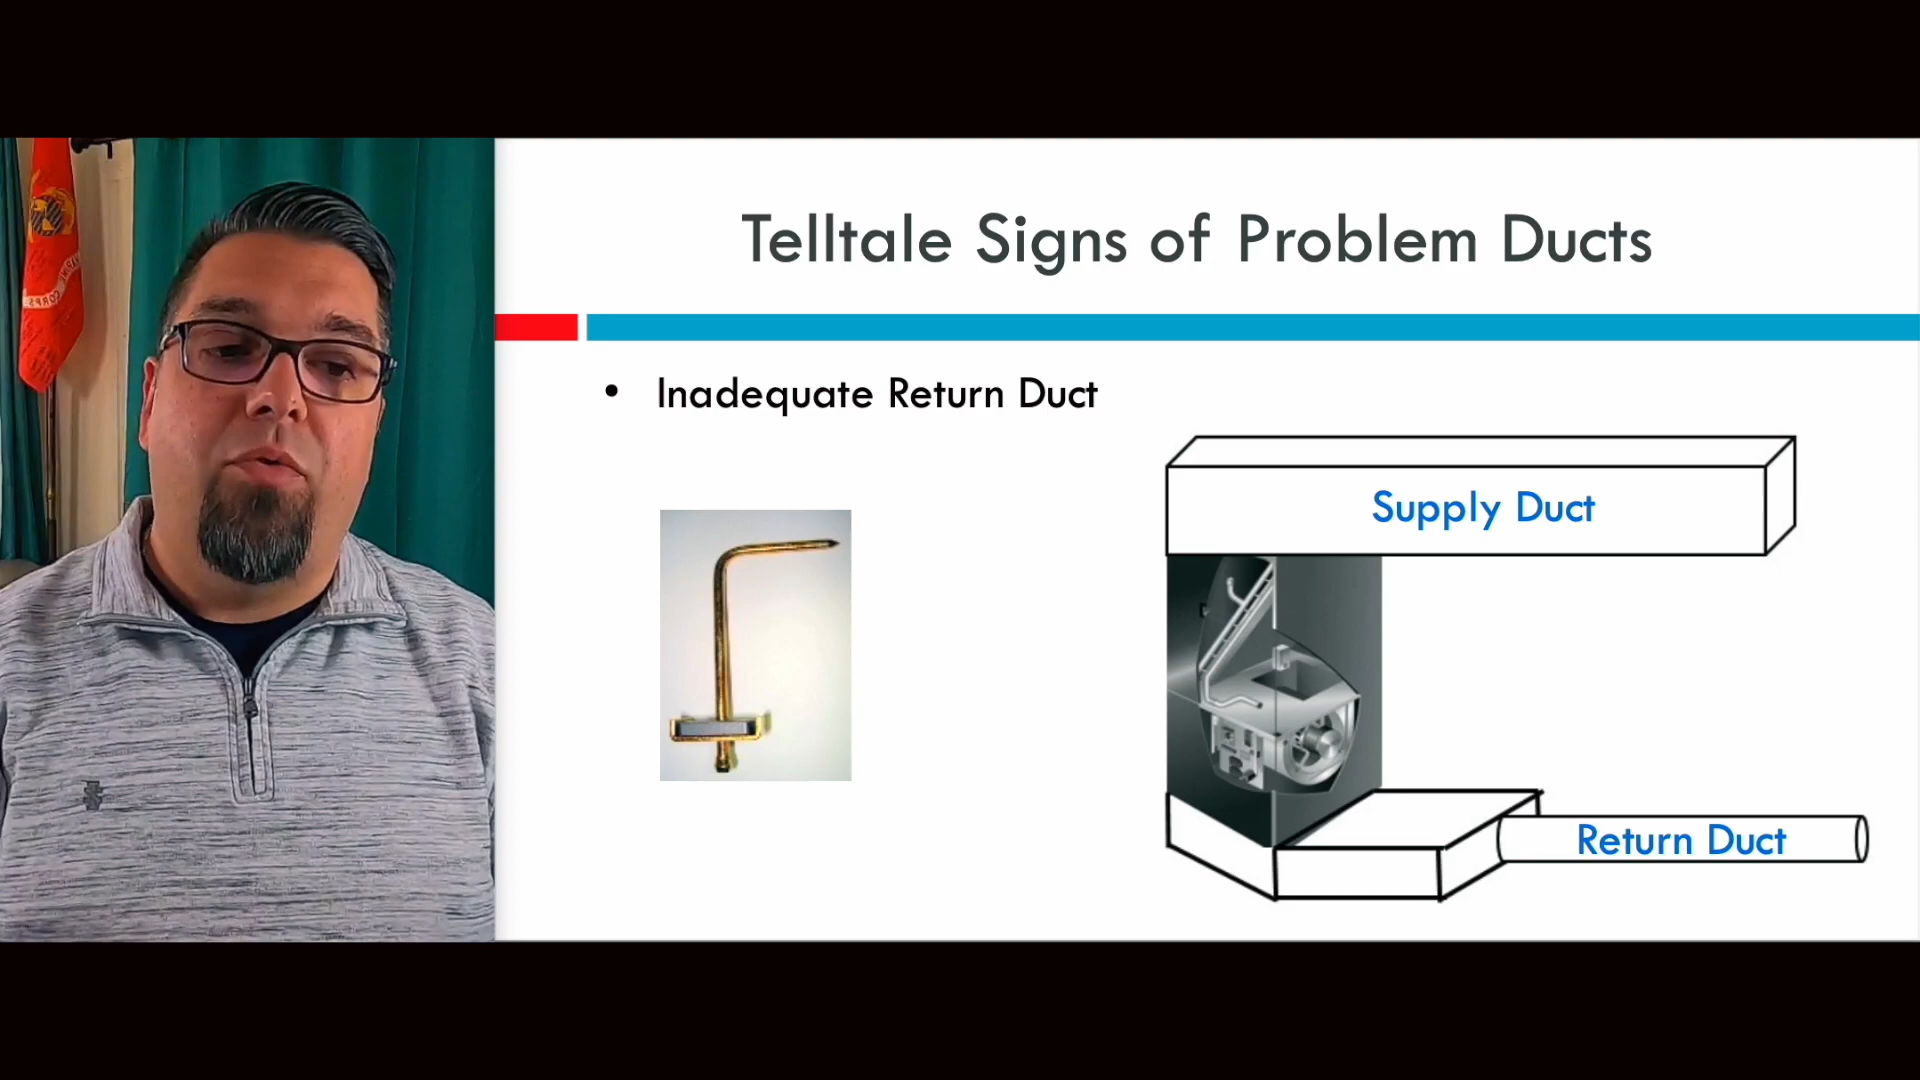 Telltale Signs of Problem Ducts
• Inadequate Return Duct
Supply Duct
Return Duct